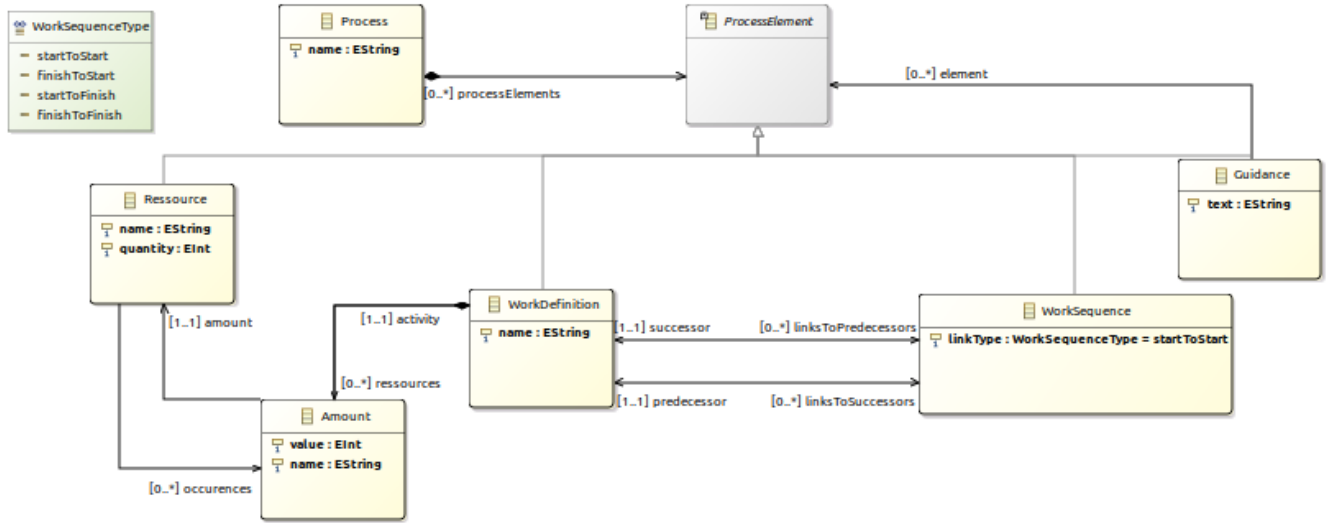 WorkSequenceType
startToStart
finishToStart
startToFinish
finishToFinish
Process
name : EString
[0..*] processElements
ProcessElement
[0..*] element
Guidance
text : EString
Ressource
name : EString
quantity : EInt
[1..1] amount
[0..*] occurences
[1..1] activity
[0..*] ressources
Amount
value : EInt
name : EString
WorkDefinition
name : EString
[1..1] successor
[0..*] linksToPredecessors
[1..1] predecessor
[0..*] linksToSuccessors
WorkSequence
linkType : WorkSequenceType = startToStart